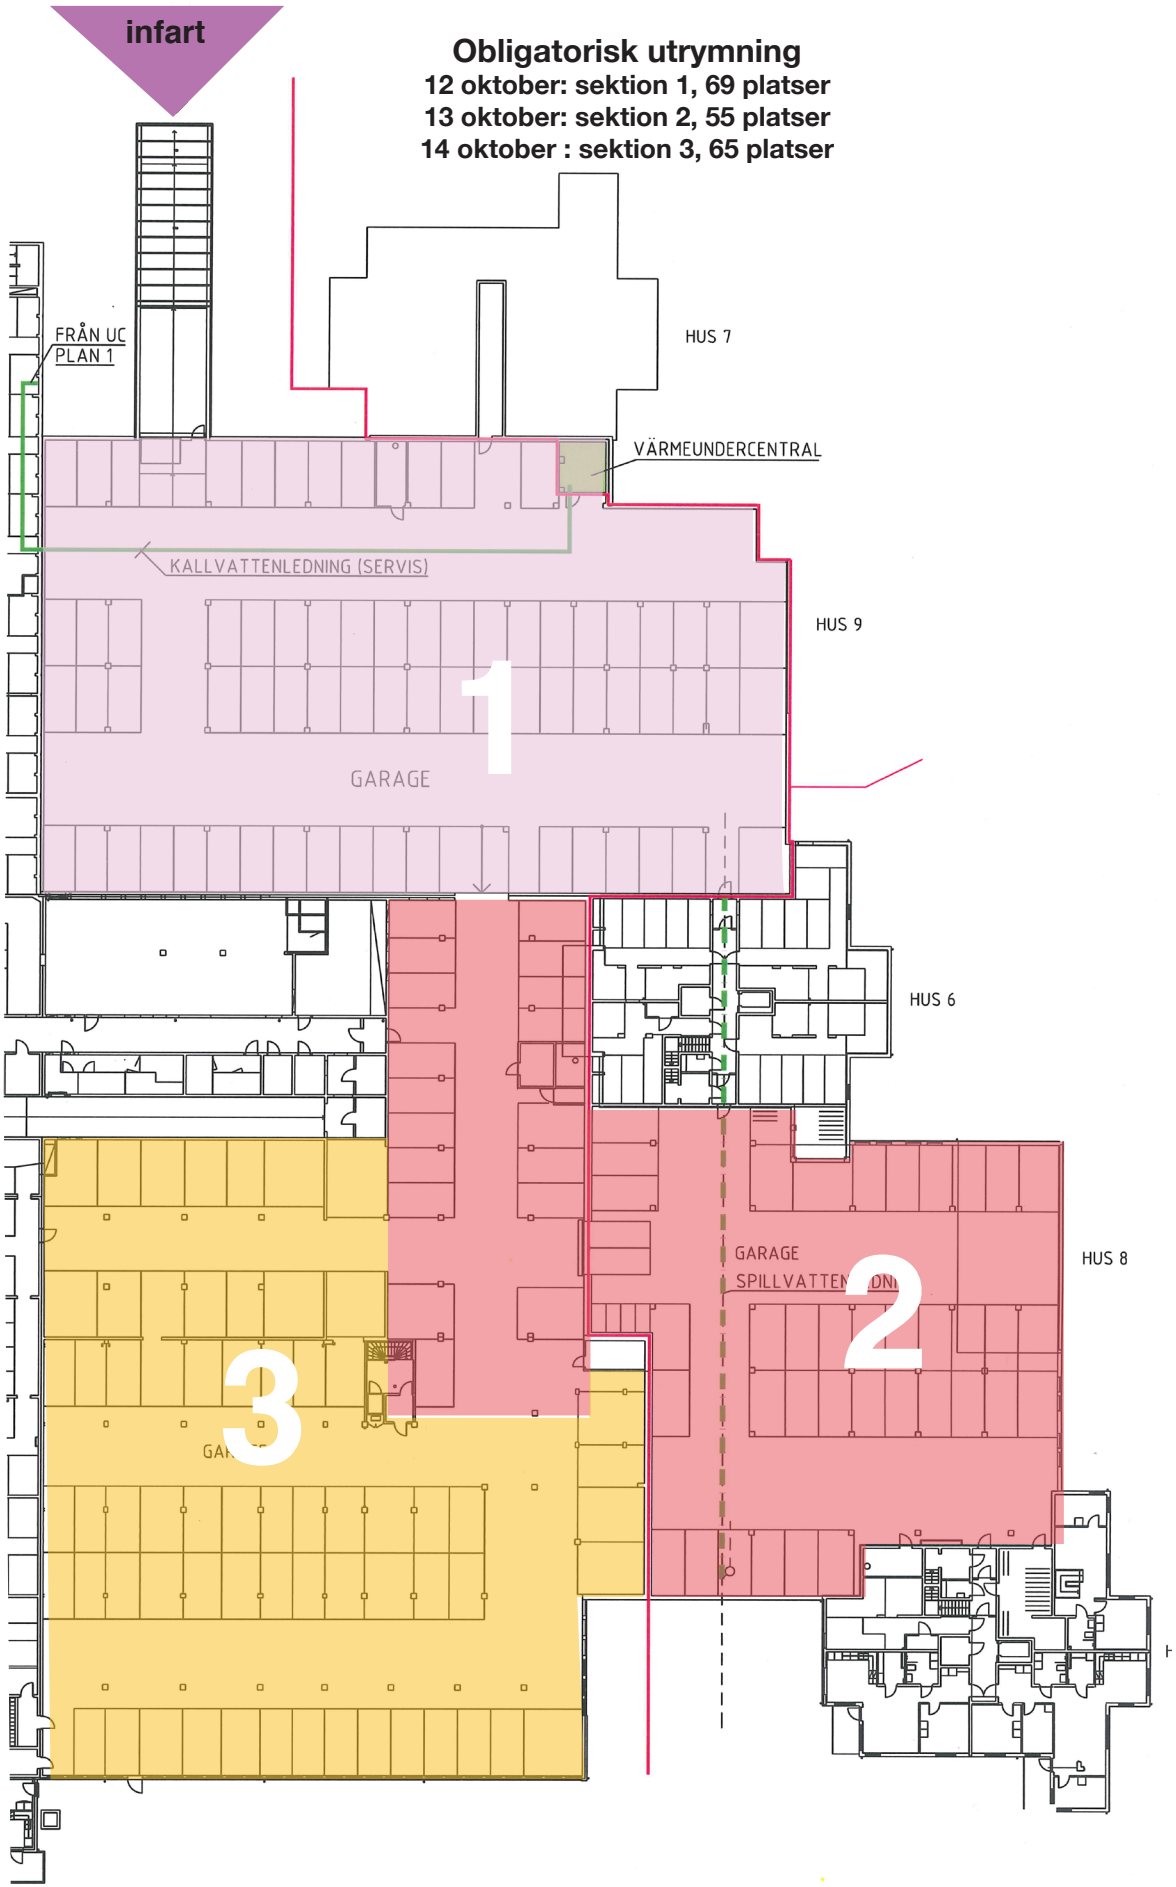 infart
Obligatorisk utrymning
12 oktober: sektion 1, 69 platser
13 oktober: sektion 2, 55 platser
14 oktober : sektion 3, 65 platser
FRÅN UC
PLAN 1
HUS 7
VÄRMEUNDERCENTRAL
KALLVATTENLEDNING (SERVIS)
HUS 9
1
GARAGE
HUS 6
GARAGE
HUS 8
2
3